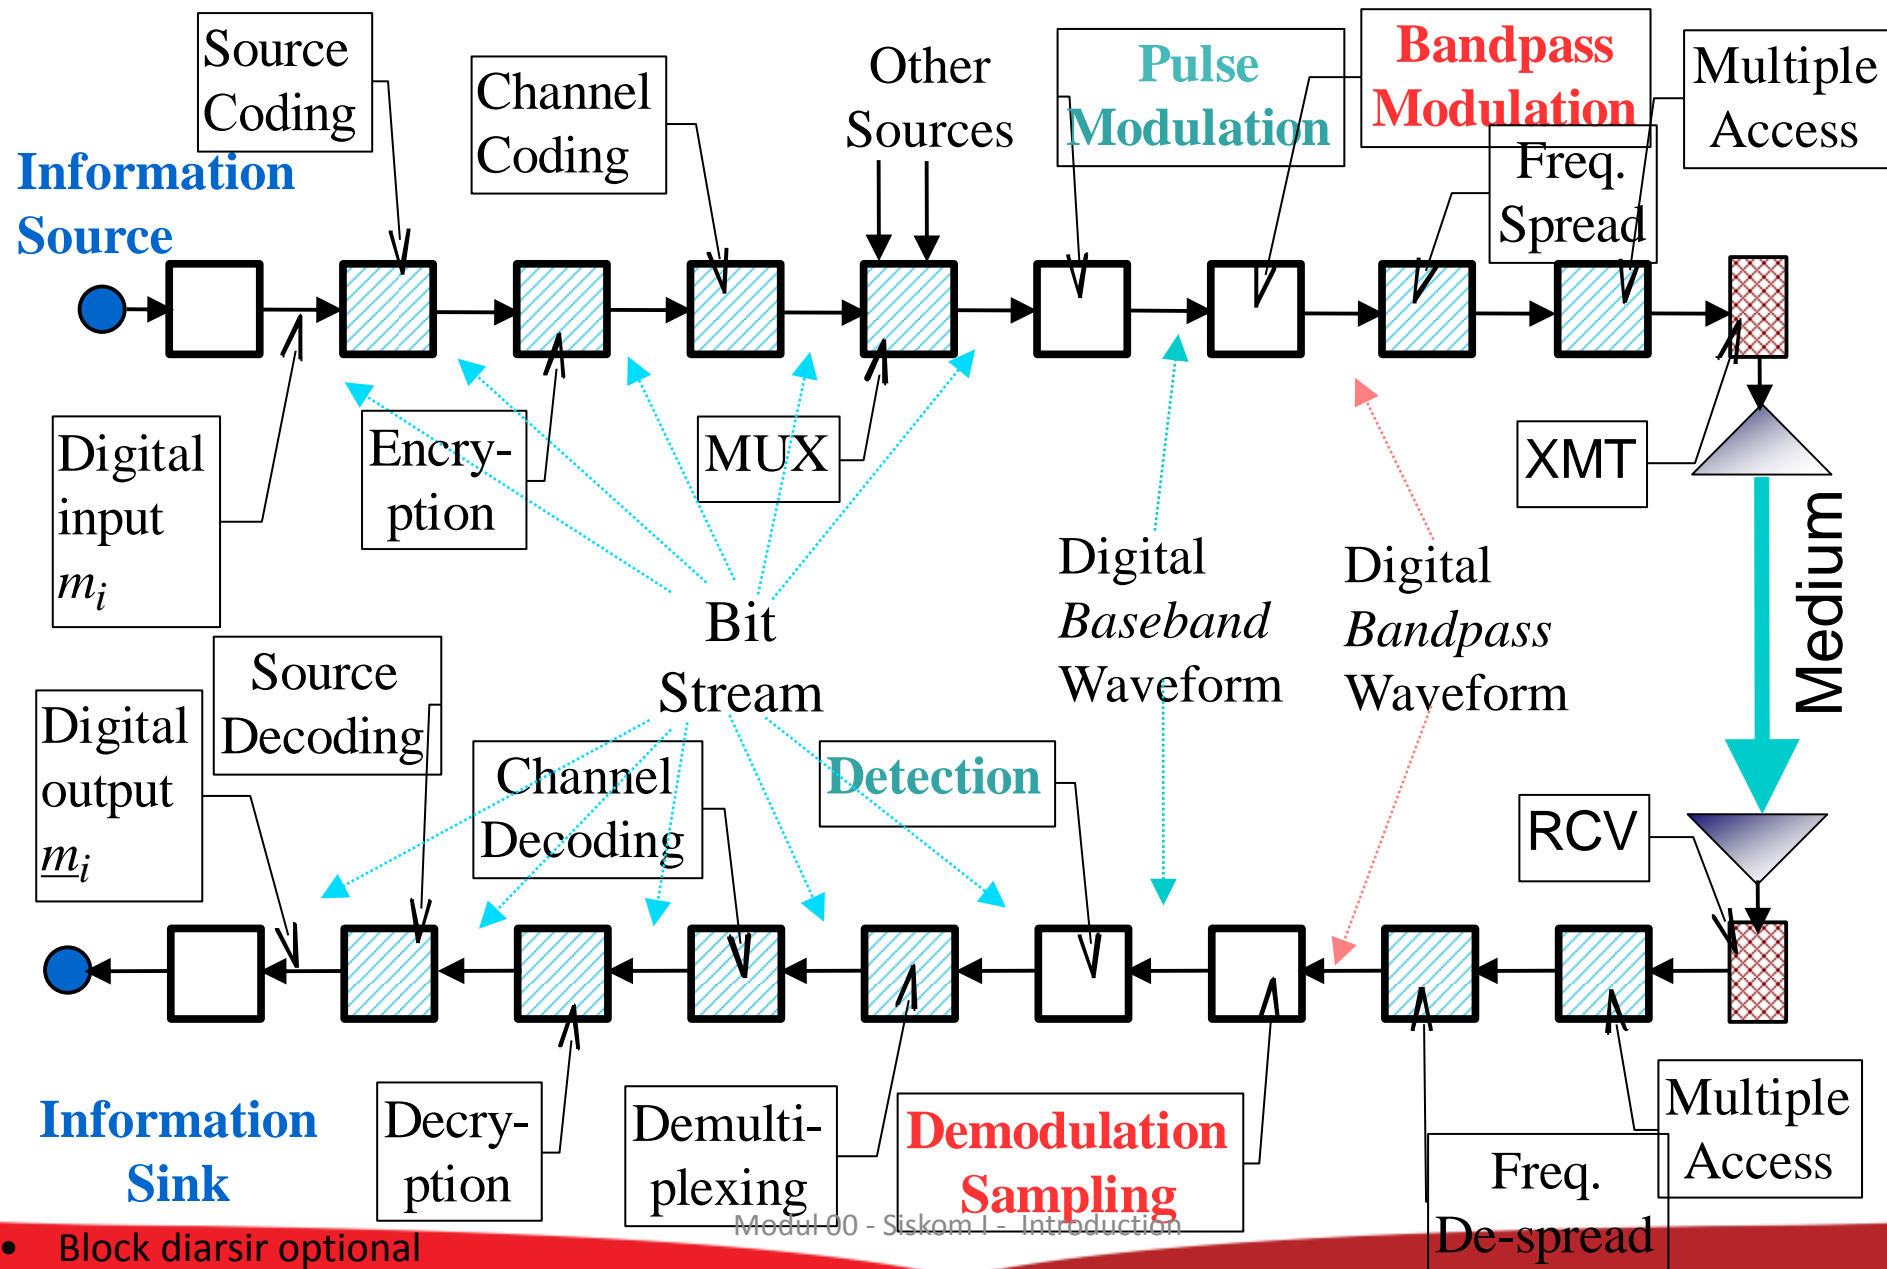 Source
Coding
Channel
Coding
Other
Sources
Pulse
Modulation
Bandpass
Modulation
Multiple
Access
Freq.
Spread
Information
Source
Digital
input
mᵢ
Encry-
ption
MUX
XMT
Bit
Stream
Digital
Baseband
Waveform
Digital
Bandpass
Waveform
Medium
Digital
output
m̲ᵢ
Source
Decoding
Channel
Decoding
Detection
RCV
Information
Sink
Decry-
ption
Demulti-
plexing
Demodulation
Sampling
Freq.
De-spread
Multiple
Access
Modul 00 - Siskom I - Introduction
• Block diarsir optional